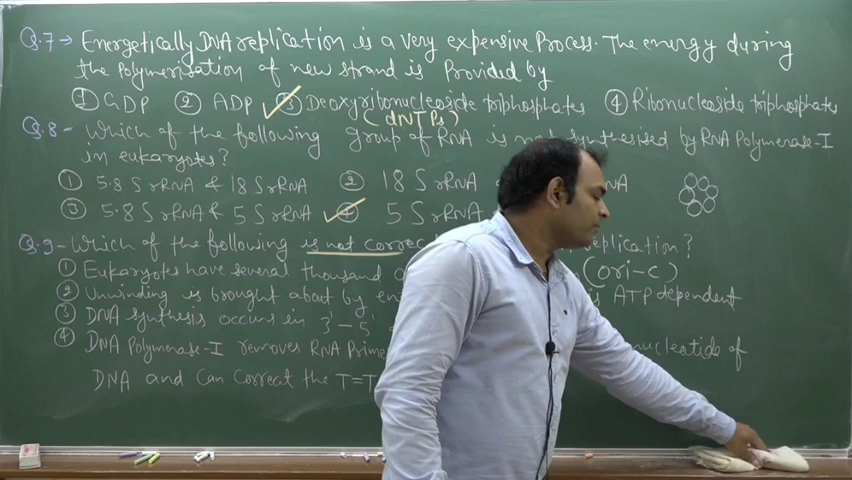 Q.7 → Energetically DNA replication is a very expensive Process. The energy during
the Polymerisation of new strand is Provided by
① GDP ② ADP ③ Deoxyribonucleoside triphosphates ④ Ribonucleoside triphosphates
(dNTPs)
Q.8 - Which of the following group of RNA is not synthesised by RNA Polymerase-I
in eukaryotes?
① 5.8 S rRNA & 18 S rRNA ② 18 S rRNA
③ 5.8 S rRNA & 5 S rRNA ④ 5 S rRNA
Q.9 - Which of the following is not replication?
① Eukaryotes have several thousand (ori-c)
② Unwinding is brought about by ATP dependent
③ DNA synthesis occurs in 3' - 5'
④ DNA Polymerase-I removes RNA of
DNA and Can Correct the T=T